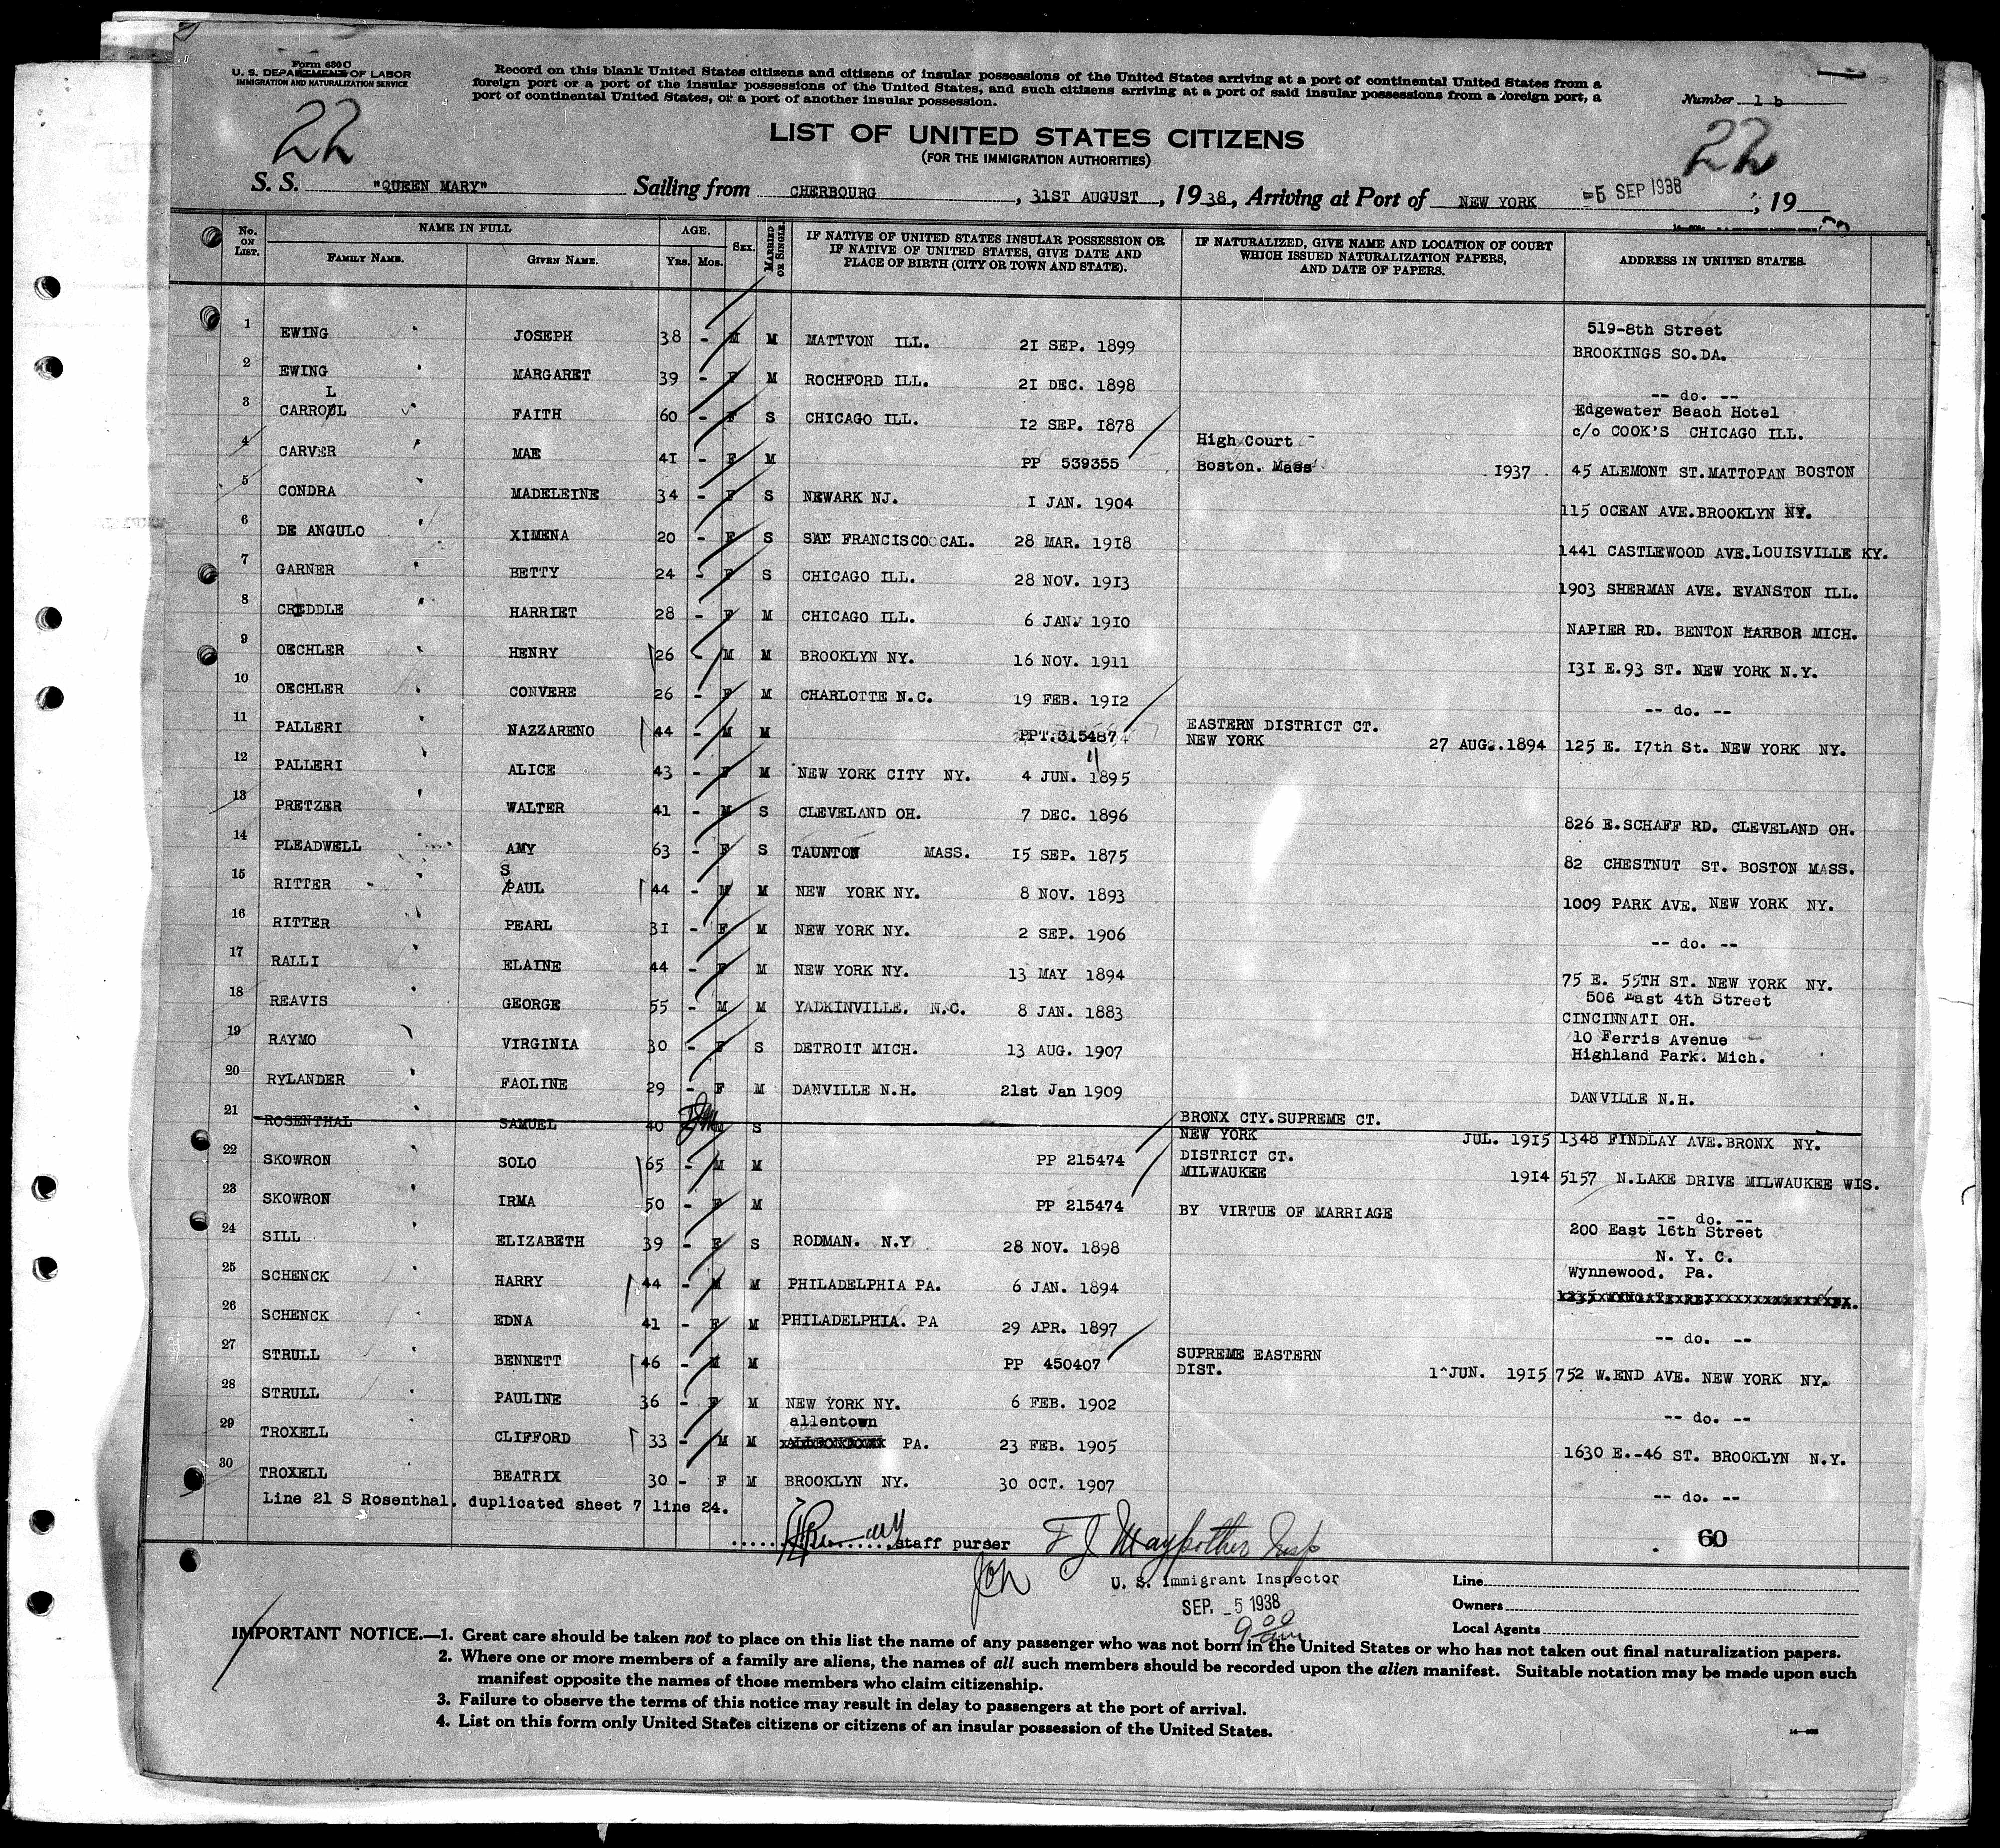 Form 630 C
U. S. DEPARTMENT OF LABOR
IMMIGRATION AND NATURALIZATION SERVICE
Record on this blank United States citizens and citizens of insular possessions of the United States arriving at a port of continental United States from a
foreign port or a port of the insular possessions of the United States, and such citizens arriving at a port of said insular possessions from a foreign port, a
port of continental United States, or a port of another insular possession.
Number 1 b
22
22
LIST OF UNITED STATES CITIZENS
(FOR THE IMMIGRATION AUTHORITIES)
S. S. "QUEEN MARY" Sailing from CHERBOURG, 31ST AUGUST, 1938, Arriving at Port of NEW YORK -5 SEP 1938, 19
No. ON LIST. NAME IN FULL FAMILY NAME. GIVEN NAME. AGE. Yrs. Mos. SEX. MARRIED OR SINGLE. IF NATIVE OF UNITED STATES INSULAR POSSESSION OR IF NATIVE OF UNITED STATES, GIVE DATE AND PLACE OF BIRTH (CITY OR TOWN AND STATE). IF NATURALIZED, GIVE NAME AND LOCATION OF COURT WHICH ISSUED NATURALIZATION PAPERS, AND DATE OF PAPERS. ADDRESS IN UNITED STATES.
1 EWING JOSEPH 38 - M M MATTVON ILL. 21 SEP. 1899 519-8th Street BROOKINGS SO.DA.
2 EWING MARGARET 39 - F M ROCHFORD ILL. 21 DEC. 1898 -- do. --
3 CARROLL FAITH 60 - F S CHICAGO ILL. 12 SEP. 1878 Edgewater Beach Hotel c/o COOK'S CHICAGO ILL.
4 CARVER MAE 41 - F M PP 539355 High Court Boston. Mass 1937 45 ALEMONT ST.MATTOPAN BOSTON
5 CONDRA MADELEINE 34 - F S NEWARK NJ. 1 JAN. 1904 115 OCEAN AVE.BROOKLYN NY.
6 DE ANGULO XIMENA 20 - F S SAN FRANCISCO CAL. 28 MAR. 1918 1441 CASTLEWOOD AVE.LOUISVILLE KY.
7 GARNER BETTY 24 - F S CHICAGO ILL. 28 NOV. 1913 1903 SHERMAN AVE. EVANSTON ILL.
8 CREDDLE HARRIET 28 - F M CHICAGO ILL. 6 JAN. 1910 NAPIER RD. BENTON HARBOR MICH.
9 OECHLER HENRY 26 - M M BROOKLYN NY. 16 NOV. 1911 131 E.93 ST. NEW YORK N.Y.
10 OECHLER CONVERE 26 - F M CHARLOTTE N.C. 19 FEB. 1912 -- do. --
11 PALLERI NAZZARENO 44 - M M PPT.315487 EASTERN DISTRICT CT. NEW YORK 27 AUG..1894 125 E. 17th St. NEW YORK NY.
12 PALLERI ALICE 43 - F M NEW YORK CITY NY. 4 JUN. 1895 "
13 PRETZER WALTER 41 - M S CLEVELAND OH. 7 DEC. 1896 826 E.SCHAFF RD. CLEVELAND OH.
14 PLEADWELL AMY 63 - F S TAUNTON MASS. 15 SEP. 1875 82 CHESTNUT ST. BOSTON MASS.
15 RITTER SAUL 44 - M M NEW YORK NY. 8 NOV. 1893 1009 PARK AVE. NEW YORK NY.
16 RITTER PEARL 31 - F M NEW YORK NY. 2 SEP. 1906 -- do. --
17 RALLI ELAINE 44 - F M NEW YORK NY. 13 MAY 1894 75 E. 55TH ST. NEW YORK NY.
18 REAVIS GEORGE 55 - M M YADKINVILLE. N.C. 8 JAN. 1883 506 East 4th Street CINCINNATI OH.
19 RAYMO VIRGINIA 30 - F S DETROIT MICH. 13 AUG. 1907 10 Ferris Avenue Highland Park. Mich.
20 RYLANDER FAOLINE 29 - F M DANVILLE N.H. 21st Jan 1909 DANVILLE N.H.
21 ROSENTHAL SAMUEL 40 M S BRONX CTY.SUPREME CT. NEW YORK JUL. 1915 1348 FINDLAY AVE.BRONX NY.
22 SKOWRON SOLO 65 - M M PP 215474 DISTRICT CT. MILWAUKEE 1914 5157 N.LAKE DRIVE MILWAUKEE WIS.
23 SKOWRON IRMA 50 - F M PP 215474 BY VIRTUE OF MARRIAGE -- do. --
24 SILL ELIZABETH 39 - F S RODMAN. N.Y 28 NOV. 1898 200 East 16th Street N. Y. C.
25 SCHENCK HARRY 44 - M M PHILADELPHIA PA. 6 JAN. 1894 Wynnewood. Pa.
26 SCHENCK EDNA 41 - F M PHILADELPHIA. PA 29 APR. 1897 -- do. --
27 STRULL BENNETT 46 - M M PP 450407 SUPREME EASTERN DIST. 1 JUN. 1915 752 W.END AVE. NEW YORK NY.
28 STRULL PAULINE 36 - F M NEW YORK NY. 6 FEB. 1902 -- do. --
29 TROXELL CLIFFORD 33 - M M allentown PA. 23 FEB. 1905 1630 E.-46 ST. BROOKLYN N.Y.
30 TROXELL BEATRIX 30 - F M BROOKLYN NY. 30 OCT. 1907 -- do. --
Line 21 S Rosenthal. duplicated sheet 7 line 24.
staff purser F J Maypother Insp 60
U. S. Immigrant Inspector
SEP. -5 1938
9 00 am
Line
Owners
Local Agents
IMPORTANT NOTICE.—1. Great care should be taken not to place on this list the name of any passenger who was not born in the United States or who has not taken out final naturalization papers.
2. Where one or more members of a family are aliens, the names of all such members should be recorded upon the alien manifest. Suitable notation may be made upon such
manifest opposite the names of those members who claim citizenship.
3. Failure to observe the terms of this notice may result in delay to passengers at the port of arrival.
4. List on this form only United States citizens or citizens of an insular possession of the United States.